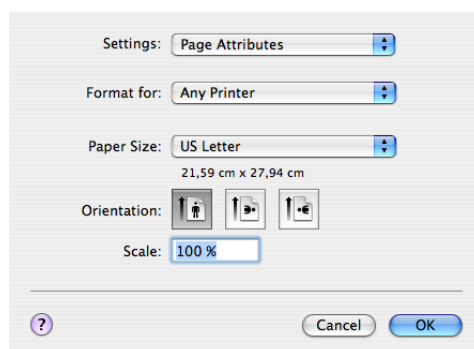 Settings: Page Attributes
Format for: Any Printer
Paper Size: US Letter
21,59 cm x 27,94 cm
Orientation:
Scale: 100 %
? Cancel OK